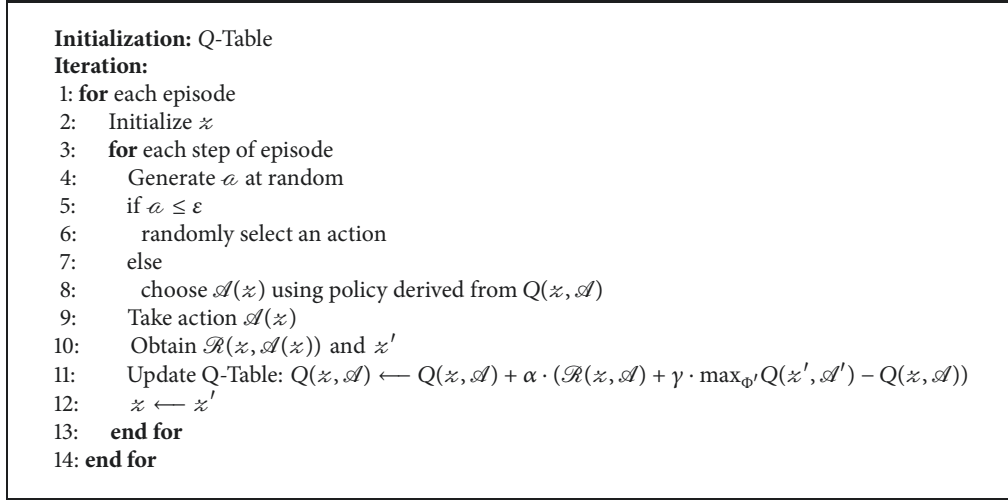 Initialization: Q-Table
Iteration:
1: for each episode
2: Initialize 𝓏
3: for each step of episode
4: Generate 𝒶 at random
5: if 𝒶 ≤ ε
6: randomly select an action
7: else
8: choose 𝒜(𝓏) using policy derived from Q(𝓏, 𝒜)
9: Take action 𝒜(𝓏)
10: Obtain ℛ(𝓏, 𝒜(𝓏)) and 𝓏′
11: Update Q-Table: Q(𝓏, 𝒜) ⟵ Q(𝓏, 𝒜) + α · (ℛ(𝓏, 𝒜) + γ · max_Φ′ Q(𝓏′, 𝒜′) − Q(𝓏, 𝒜))
12: 𝓏 ⟵ 𝓏′
13: end for
14: end for